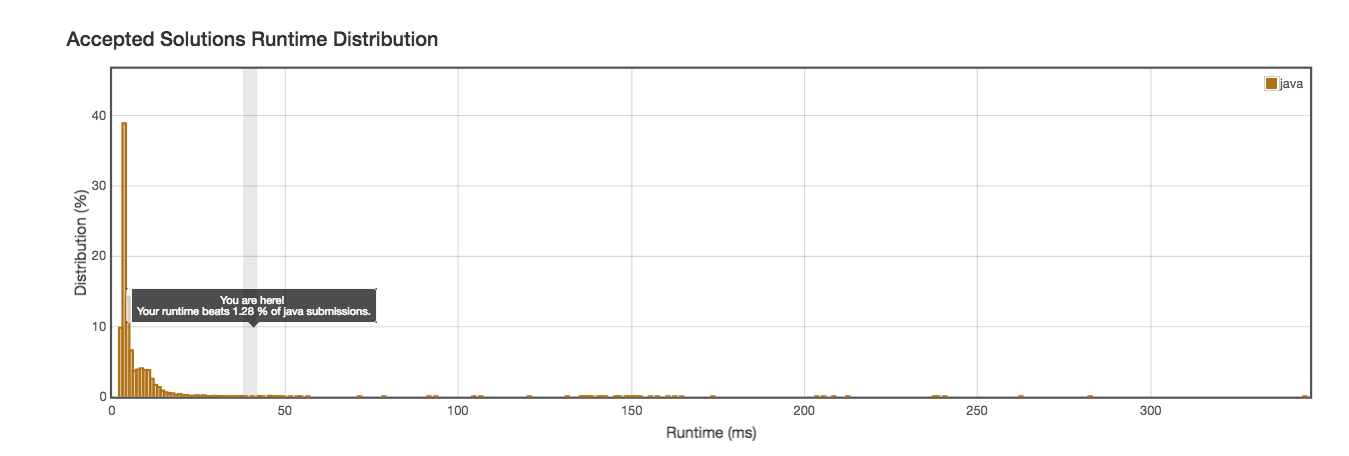 Accepted Solutions Runtime Distribution
java
Distribution (%)
40
30
20
10
0
You are here!
Your runtime beats 1.28 % of java submissions.
0 50 100 150 200 250 300
Runtime (ms)